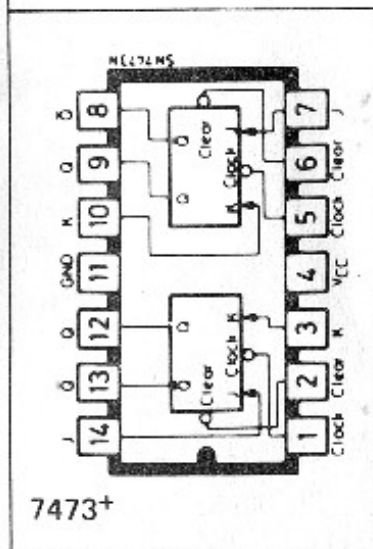 SN7473N
Q̅ 8 7 J
Q 9 6 Clear
K 10 5 Clock
GND 11 4 VCC
Q 12 3 K
Q̅ 13 2 Clear
J 14 1 Clock
Q̅ Clear J
Clock
Q K
Q K
Clock
Q̅ Clear J
7473+